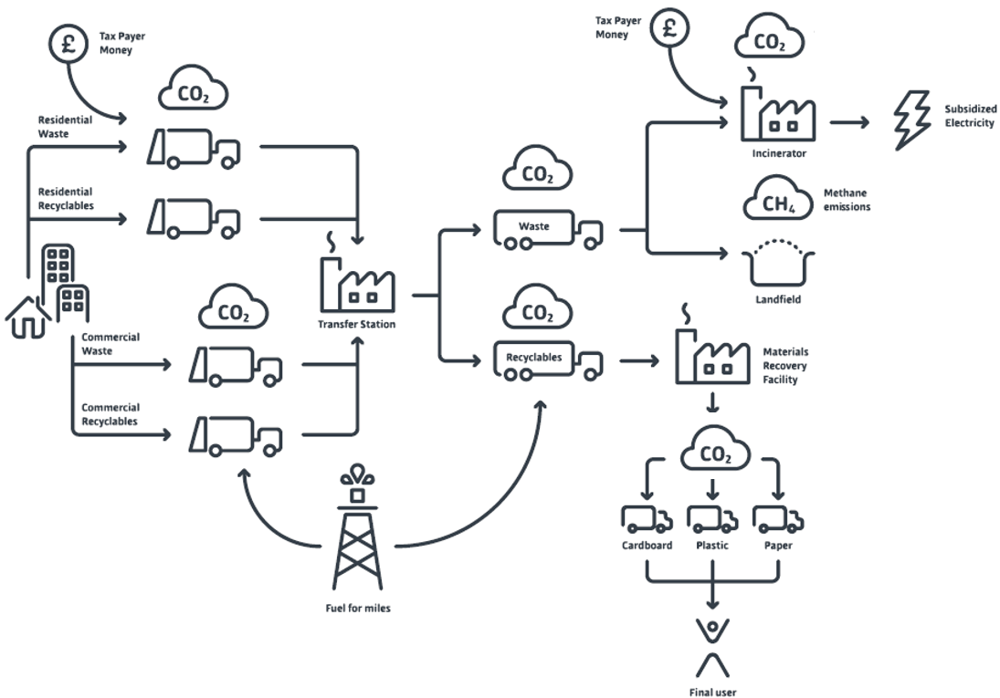 £
Tax Payer
Money
CO₂
Residential
Waste
Residential
Recyclables
Commercial
Waste
Commercial
Recyclables
CO₂
Transfer Station
Fuel for miles
CO₂
Waste
CO₂
Recyclables
Tax Payer
Money
£
CO₂
Incinerator
Subsidized
Electricity
CH₄
Methane
emissions
Landfield
Materials
Recovery
Facility
CO₂
Cardboard
Plastic
Paper
Final user